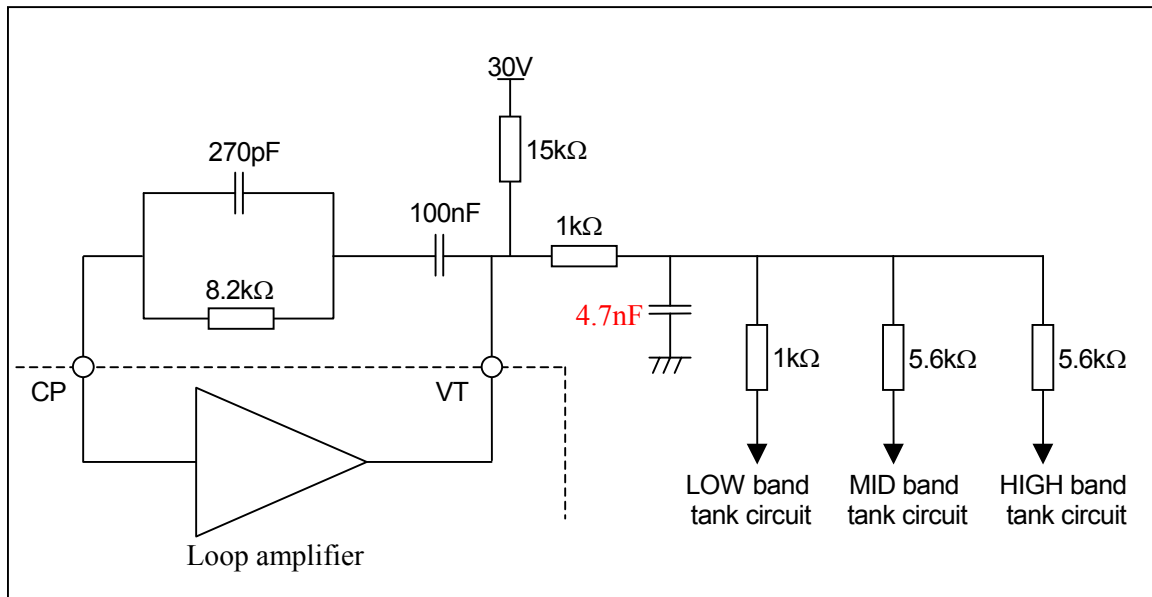 30V
15kΩ
270pF
100nF
1kΩ
8.2kΩ
4.7nF
1kΩ
5.6kΩ
5.6kΩ
CP
VT
LOW band
tank circuit
MID band
tank circuit
HIGH band
tank circuit
Loop amplifier